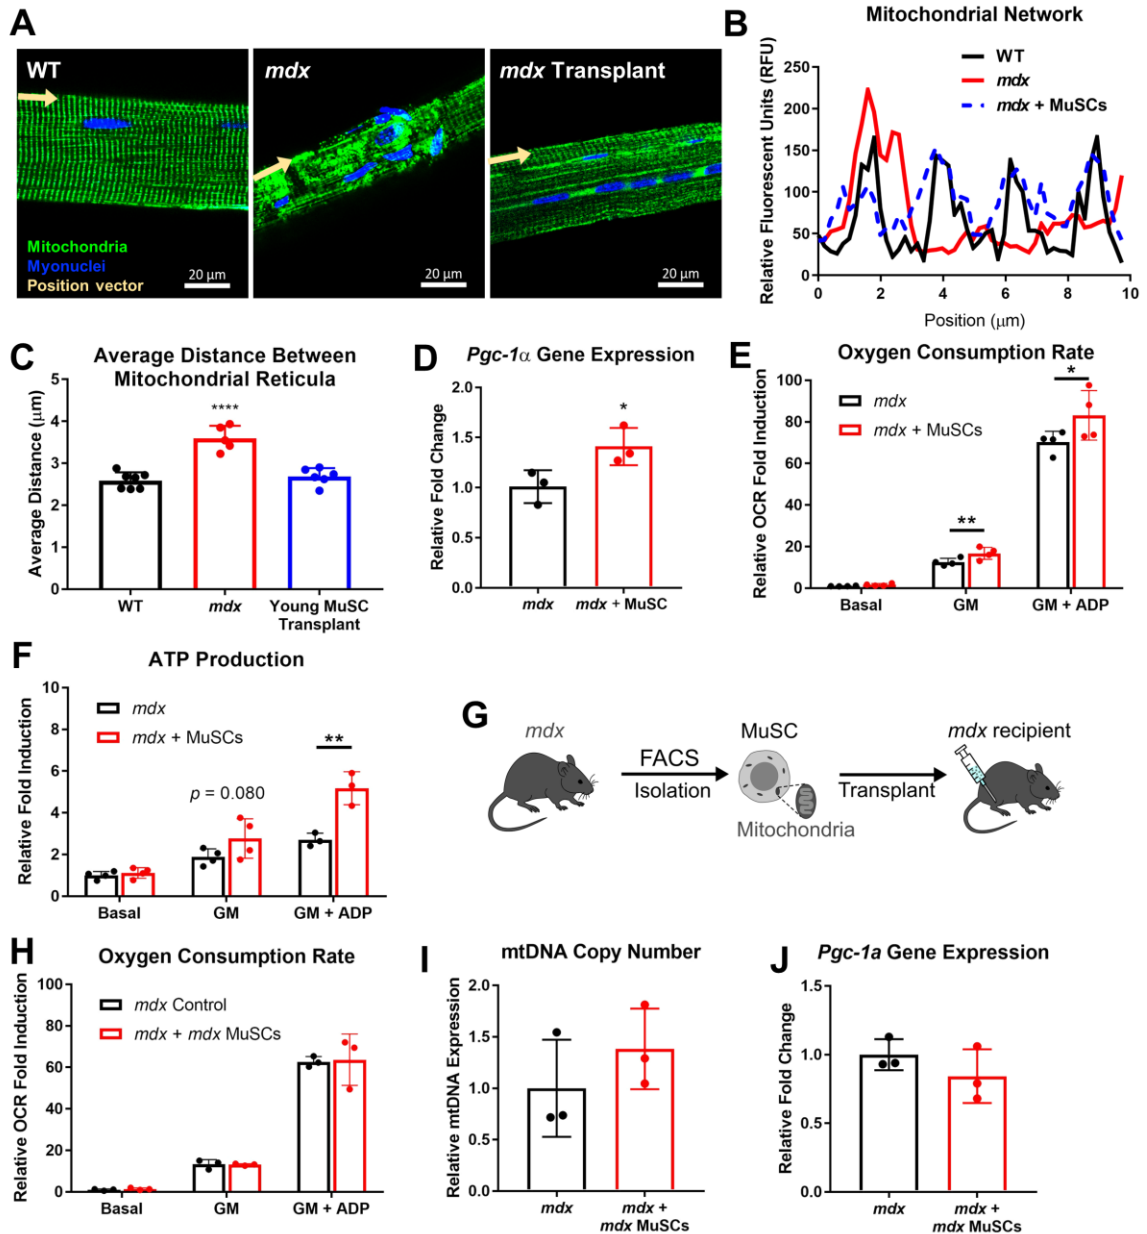 A
WT
mdx
mdx Transplant
Mitochondria
Myonuclei
Position vector
20 µm
20 µm
20 µm
B
Mitochondrial Network
WT
mdx
mdx + MuSCs
Relative Fluorescent Units (RFU)
250
200
150
100
50
0
0 2 4 6 8 10
Position (µm)
C
Average Distance Between
Mitochondrial Reticula
Average Distance (µm)
5
4
3
2
1
0
****
WT mdx Young MuSC
Transplant
D
Pgc-1α Gene Expression
Relative Fold Change
2.0
1.5
1.0
0.5
0.0
*
mdx mdx + MuSC
E
Oxygen Consumption Rate
mdx
mdx + MuSCs
Relative OCR Fold Induction
100
80
60
40
20
0
**
*
Basal GM GM + ADP
F
ATP Production
mdx
mdx + MuSCs
Relative Fold Induction
10
8
6
4
2
0
p = 0.080
**
Basal GM GM + ADP
G
mdx
FACS
Isolation
MuSC
Mitochondria
Transplant
mdx recipient
H
Oxygen Consumption Rate
mdx Control
mdx + mdx MuSCs
Relative OCR Fold Induction
100
80
60
40
20
0
Basal GM GM + ADP
I
mtDNA Copy Number
Relative mtDNA Expression
2.0
1.5
1.0
0.5
0.0
mdx mdx +
mdx MuSCs
J
Pgc-1a Gene Expression
Relative Fold Change
1.5
1.0
0.5
0.0
mdx mdx +
mdx MuSCs